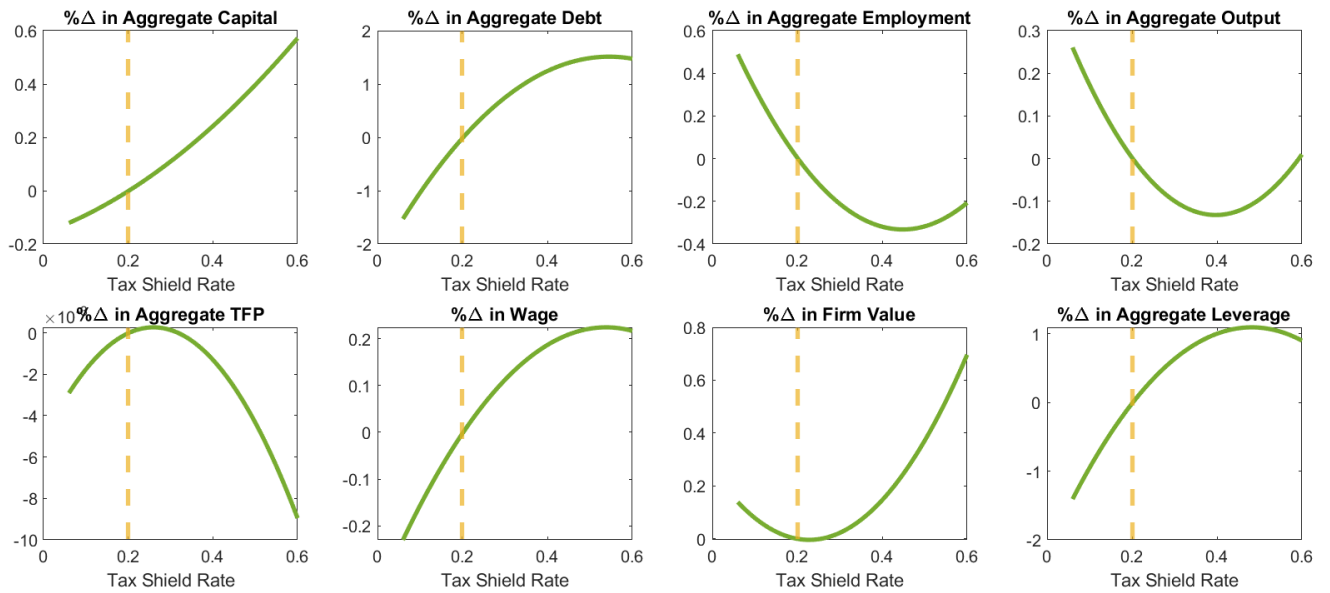 %Δ in Aggregate Capital
0.6
0.4
0.2
0
-0.2
0 0.2 0.4 0.6
Tax Shield Rate
%Δ in Aggregate Debt
2
1
0
-1
-2
0 0.2 0.4 0.6
Tax Shield Rate
%Δ in Aggregate Employment
0.6
0.4
0.2
0
-0.2
-0.4
0 0.2 0.4 0.6
Tax Shield Rate
%Δ in Aggregate Output
0.3
0.2
0.1
0
-0.1
-0.2
0 0.2 0.4 0.6
Tax Shield Rate
×10
%Δ in Aggregate TFP
0
-2
-4
-6
-8
-10
0 0.2 0.4 0.6
Tax Shield Rate
%Δ in Wage
0.2
0.1
0
-0.1
-0.2
0 0.2 0.4 0.6
Tax Shield Rate
%Δ in Firm Value
0.8
0.6
0.4
0.2
0
0 0.2 0.4 0.6
Tax Shield Rate
%Δ in Aggregate Leverage
1
0
-1
-2
0 0.2 0.4 0.6
Tax Shield Rate